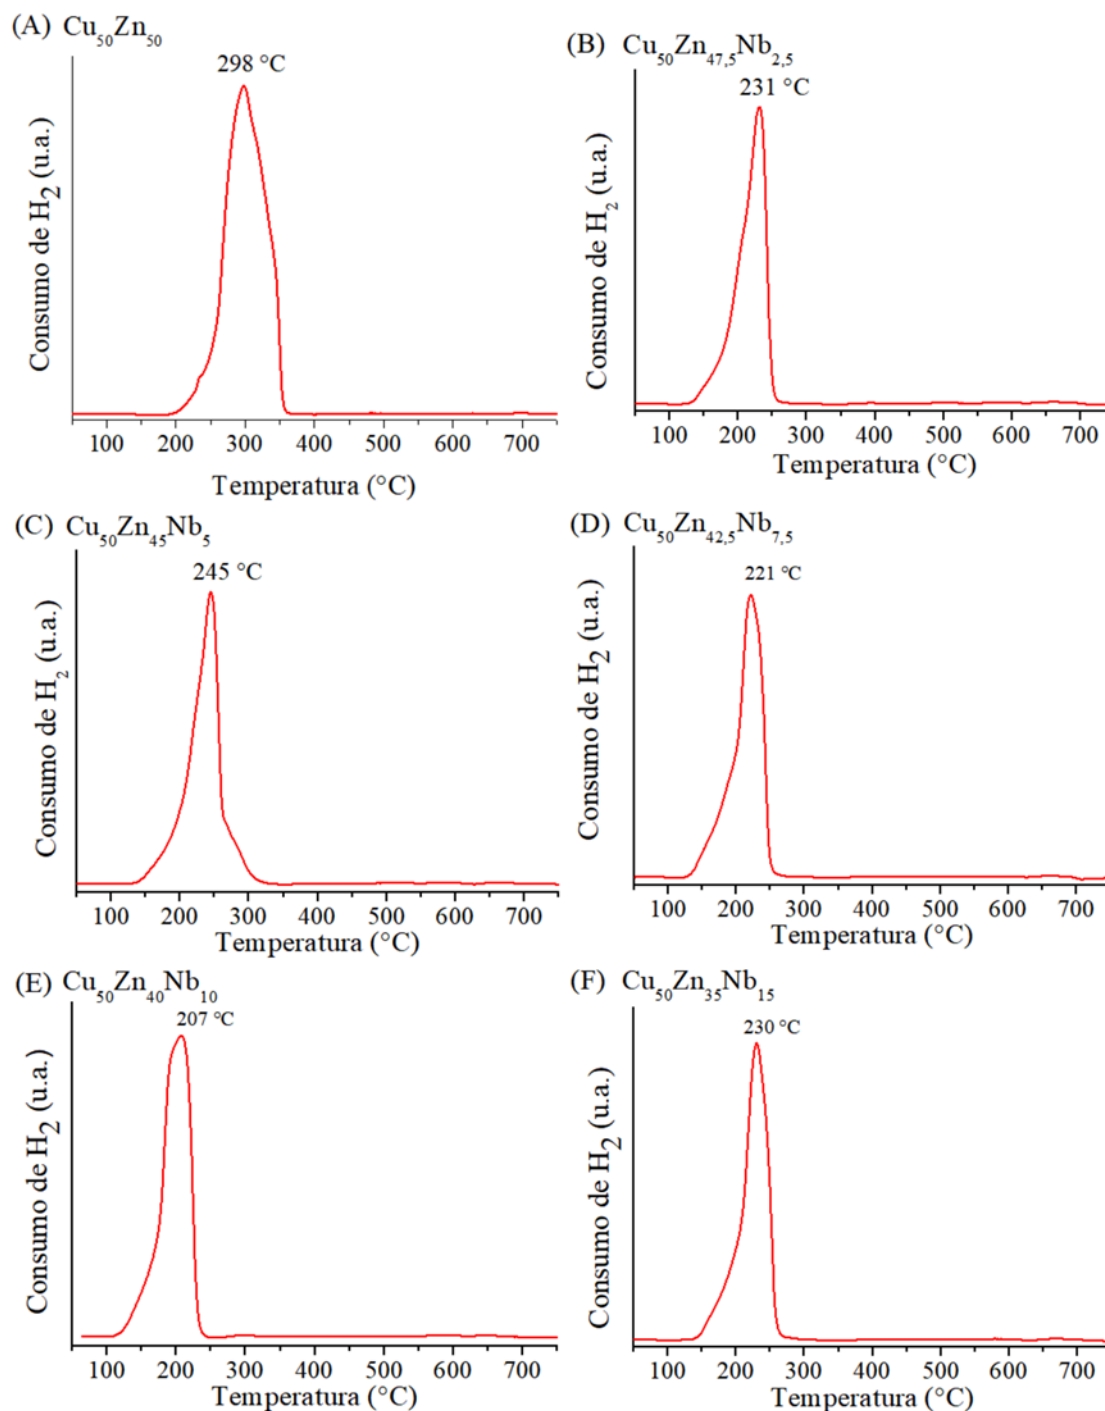 (A) Cu50Zn50
298 °C
Consumo de H2 (u.a.)
100 200 300 400 500 600 700
Temperatura (°C)
(B) Cu50Zn47,5Nb2,5
231 °C
Consumo de H2 (u.a.)
100 200 300 400 500 600 700
Temperatura (°C)
(C) Cu50Zn45Nb5
245 °C
Consumo de H2 (u.a.)
100 200 300 400 500 600 700
Temperatura (°C)
(D) Cu50Zn42,5Nb7,5
221 °C
Consumo de H2 (u.a.)
100 200 300 400 500 600 700
Temperatura (°C)
(E) Cu50Zn40Nb10
207 °C
Consumo de H2 (u.a.)
100 200 300 400 500 600 700
Temperatura (°C)
(F) Cu50Zn35Nb15
230 °C
Consumo de H2 (u.a.)
100 200 300 400 500 600 700
Temperatura (°C)